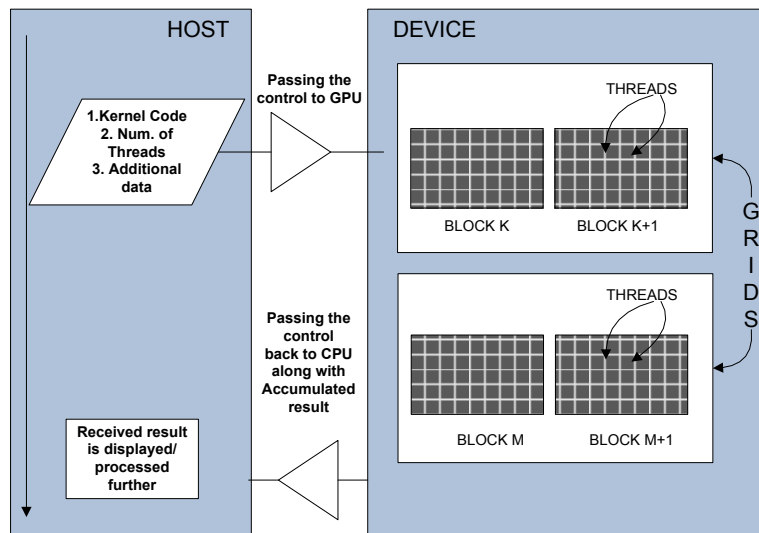 HOST
1.Kernel Code
2. Num. of
Threads
3. Additional
data
Passing the
control to GPU
DEVICE
THREADS
BLOCK K
BLOCK K+1
GRIDS
THREADS
BLOCK M
BLOCK M+1
Passing the
control
back to CPU
along with
Accumulated
result
Received result
is displayed/
processed
further